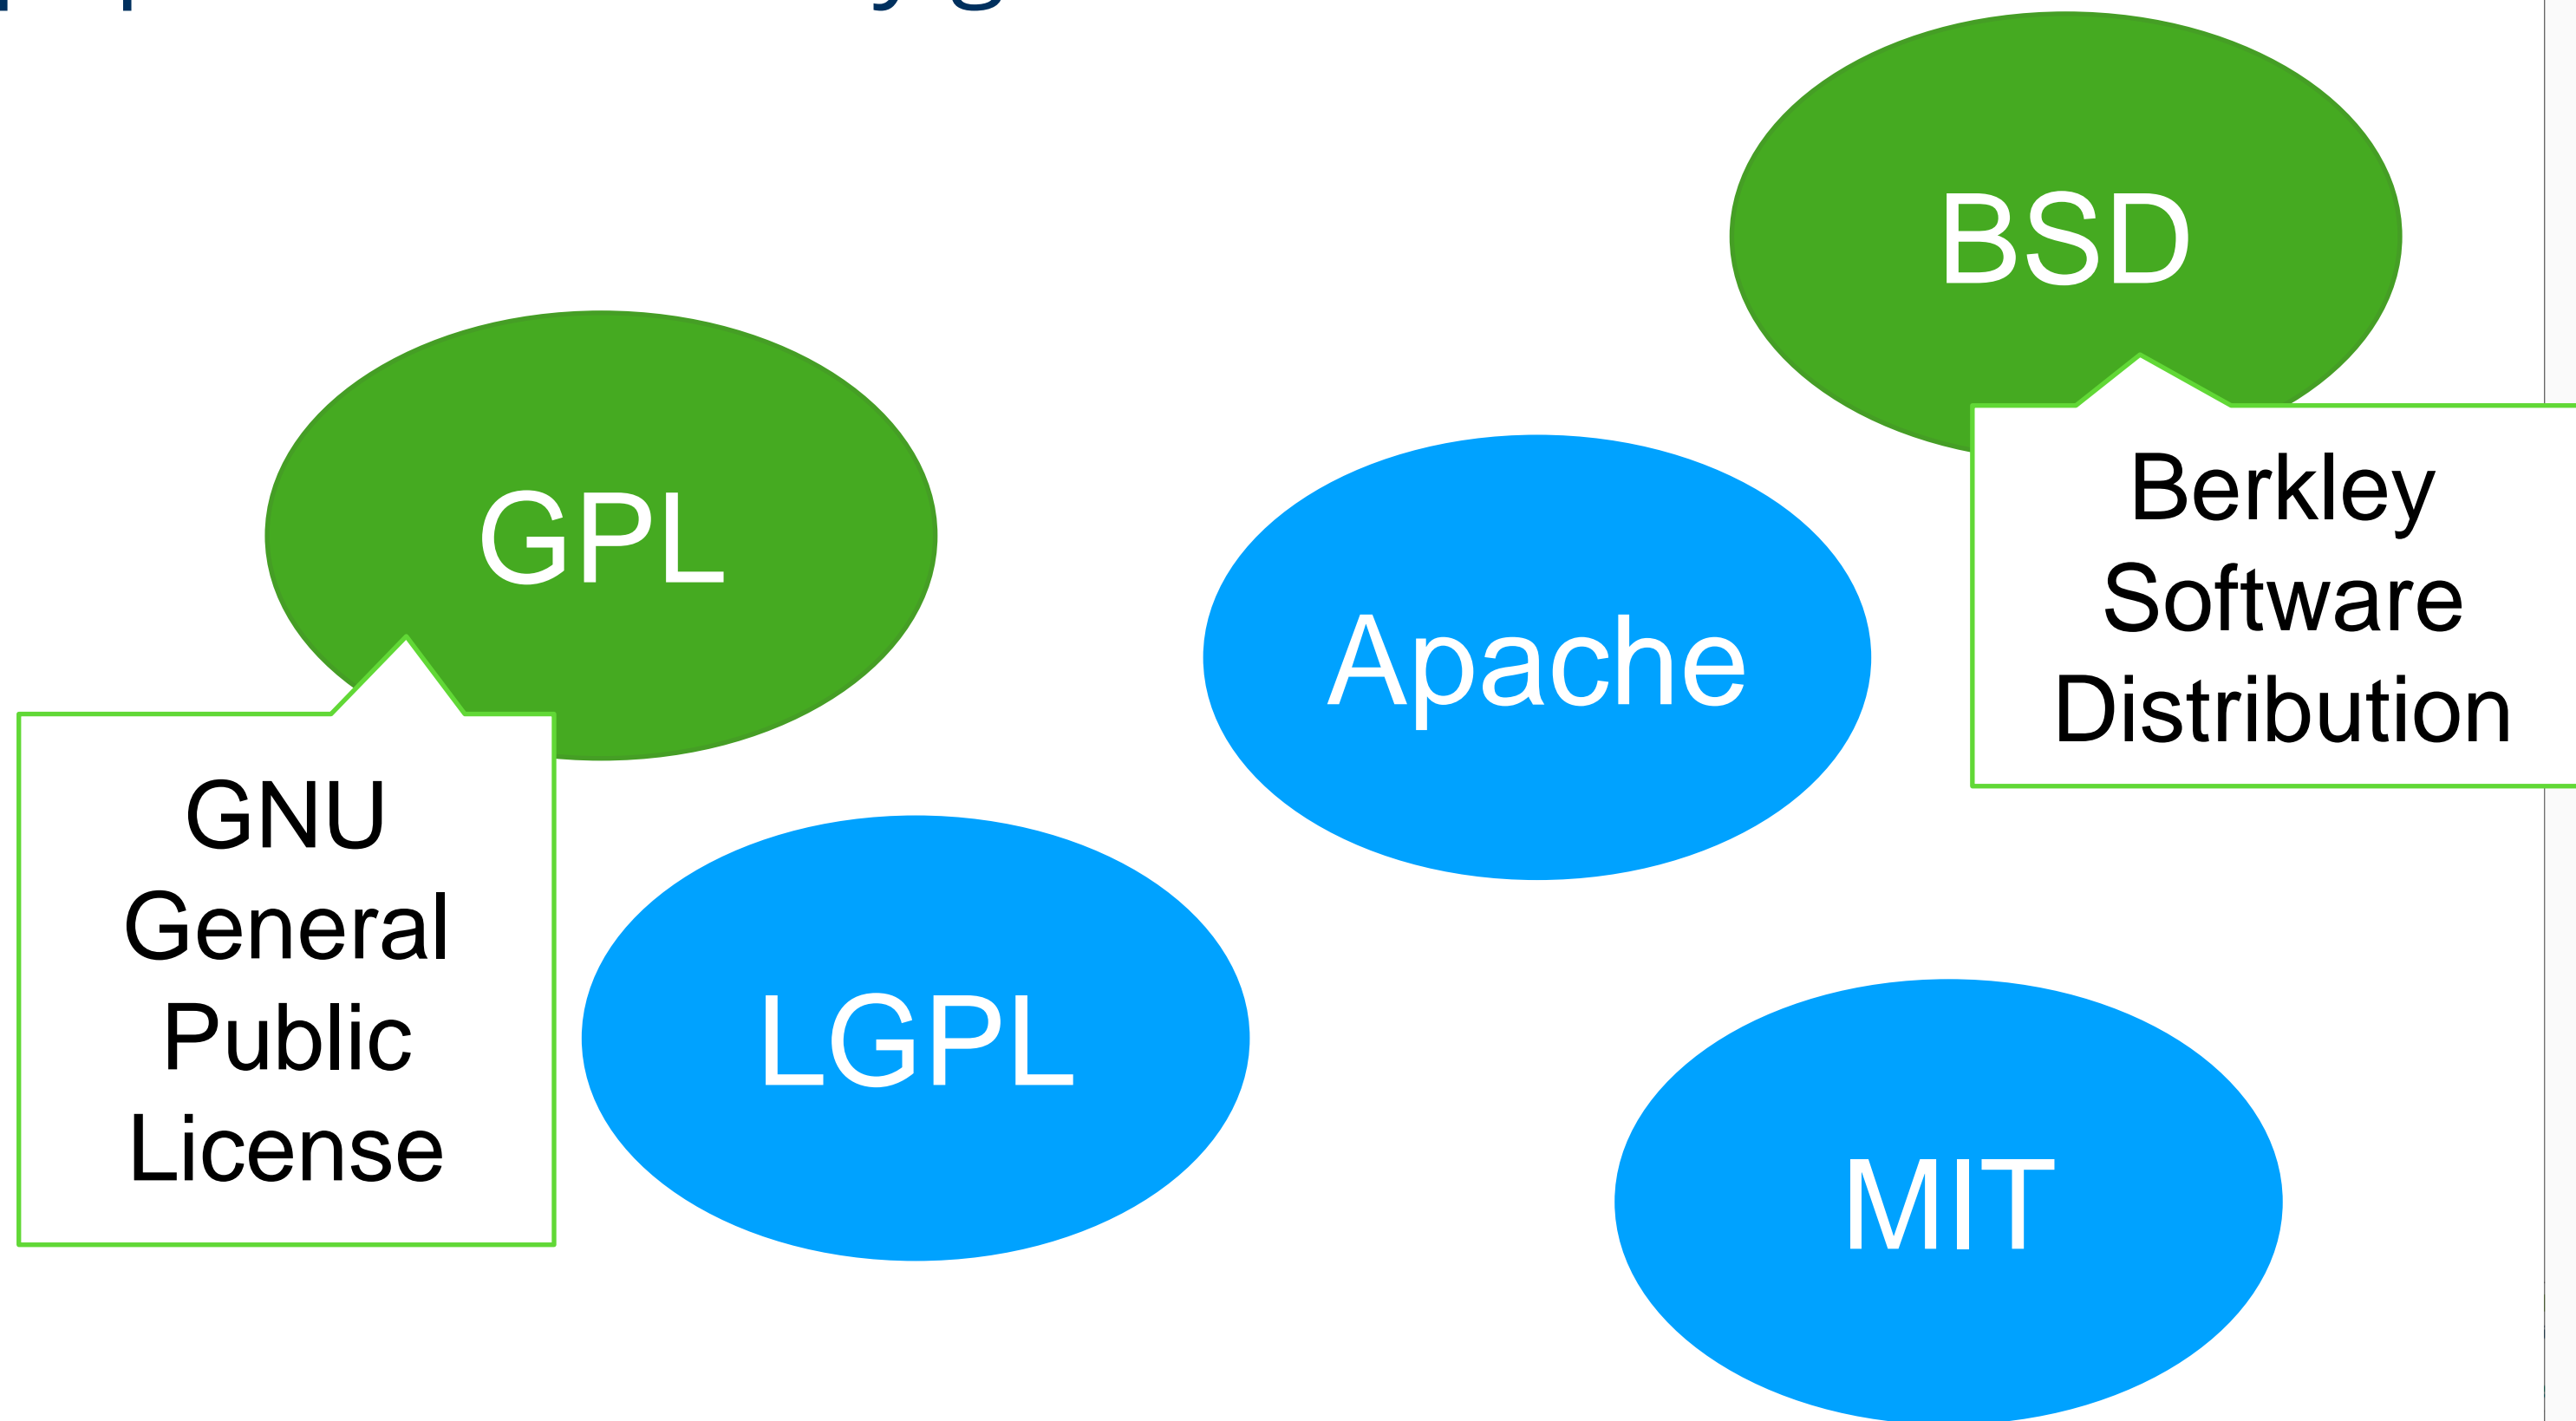 BSD
Berkley
Software
Distribution
GPL
GNU
General
Public
License
Apache
LGPL
MIT